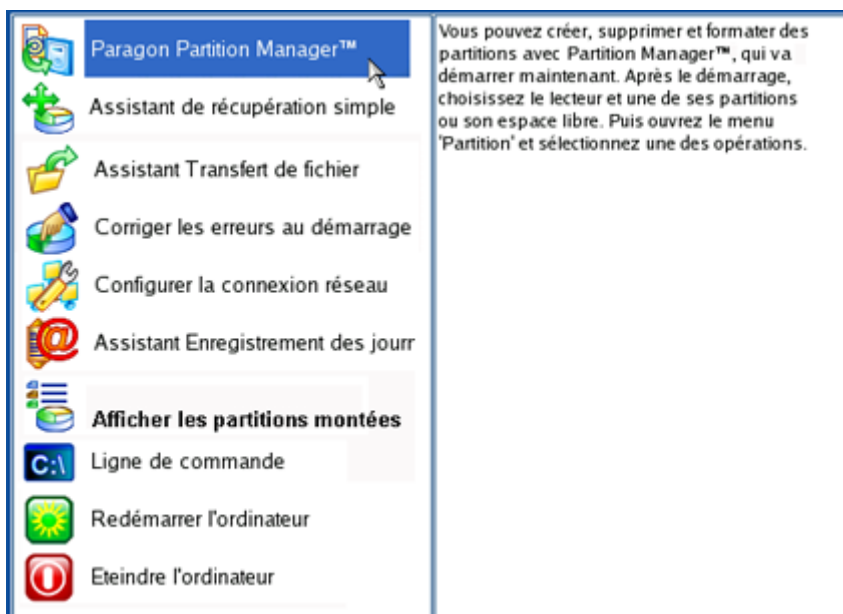 Paragon Partition Manager™
Assistant de récupération simple
Assistant Transfert de fichier
Corriger les erreurs au démarrage
Configurer la connexion réseau
Assistant Enregistrement des journ
Afficher les partitions montées
C:\ Ligne de commande
Redémarrer l'ordinateur
Eteindre l'ordinateur
Vous pouvez créer, supprimer et formater des
partitions avec Partition Manager™, qui va
démarrer maintenant. Après le démarrage,
choisissez le lecteur et une de ses partitions
ou son espace libre. Puis ouvrez le menu
'Partition' et sélectionnez une des opérations.